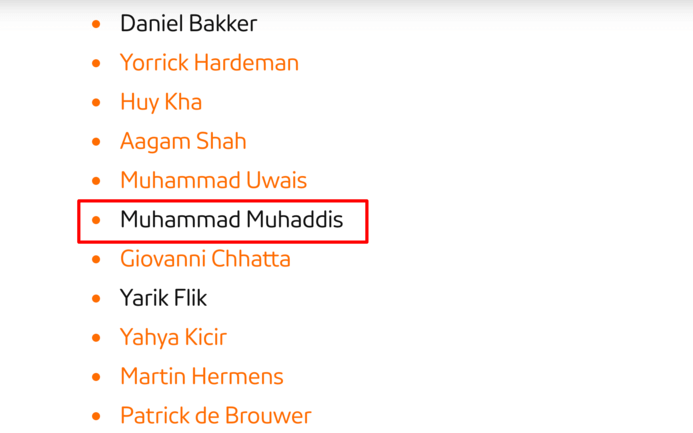 Daniel Bakker
Yorrick Hardeman
Huy Kha
Aagam Shah
Muhammad Uwais
Muhammad Muhaddis
Giovanni Chhatta
Yarik Flik
Yahya Kicir
Martin Hermens
Patrick de Brouwer